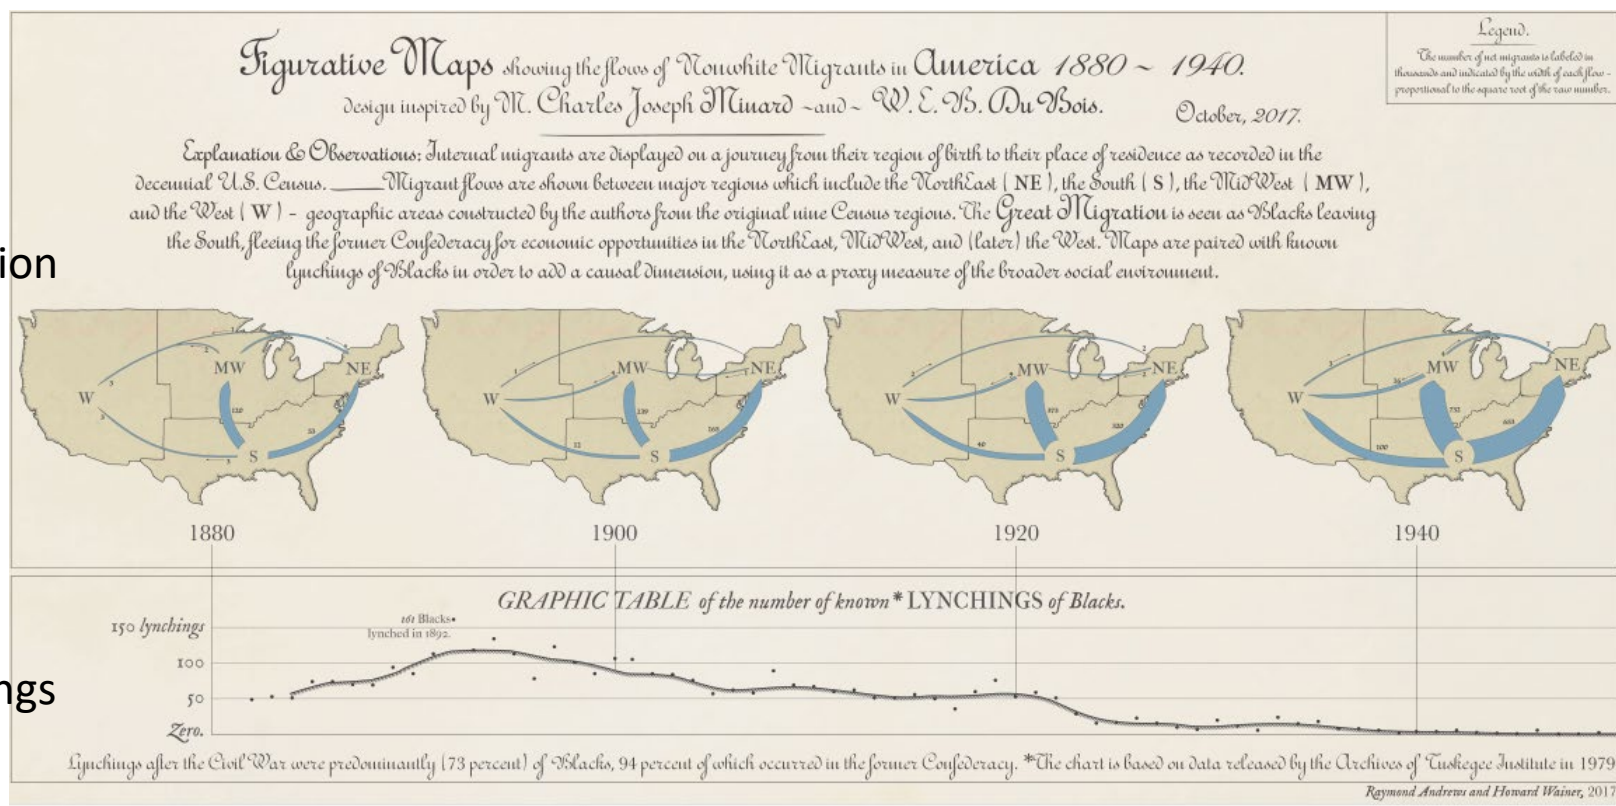 Figurative Maps showing the flows of Nonwhite Migrants in America 1880 ~ 1940.
design inspired by M. Charles Joseph Minard ~and~ W. E. B. Du Bois.
October, 2017.
Legend.
The number of net migrants is labeled in
thousands and indicated by the width of each flow -
proportional to the square root of the raw number.
Explanation & Observations: Internal migrants are displayed on a journey from their region of birth to their place of residence as recorded in the
decennial U.S. Census. ____ Migrant flows are shown between major regions which include the NorthEast ( NE ), the South ( S ), the MidWest ( MW ),
and the West ( W ) - geographic areas constructed by the authors from the original nine Census regions. The Great Migration is seen as Blacks leaving
the South, fleeing the former Confederacy for economic opportunities in the NorthEast, MidWest, and (later) the West. Maps are paired with known
lynchings of Blacks in order to add a causal dimension, using it as a proxy measure of the broader social environment.
ion
W MW NE S
W MW NE S
12
W MW NE S
40
W MW NE S
100
1880
1900
1920
1940
GRAPHIC TABLE of the number of known* LYNCHINGS of Blacks.
161 Blacks
lynched in 1892.
150 lynchings
100
50
Zero.
ngs
Lynchings after the Civil War were predominantly (73 percent) of Blacks, 94 percent of which occurred in the former Confederacy. *The chart is based on data released by the Archives of Tuskegee Institute in 1979
Raymond Andrews and Howard Wainer, 2017